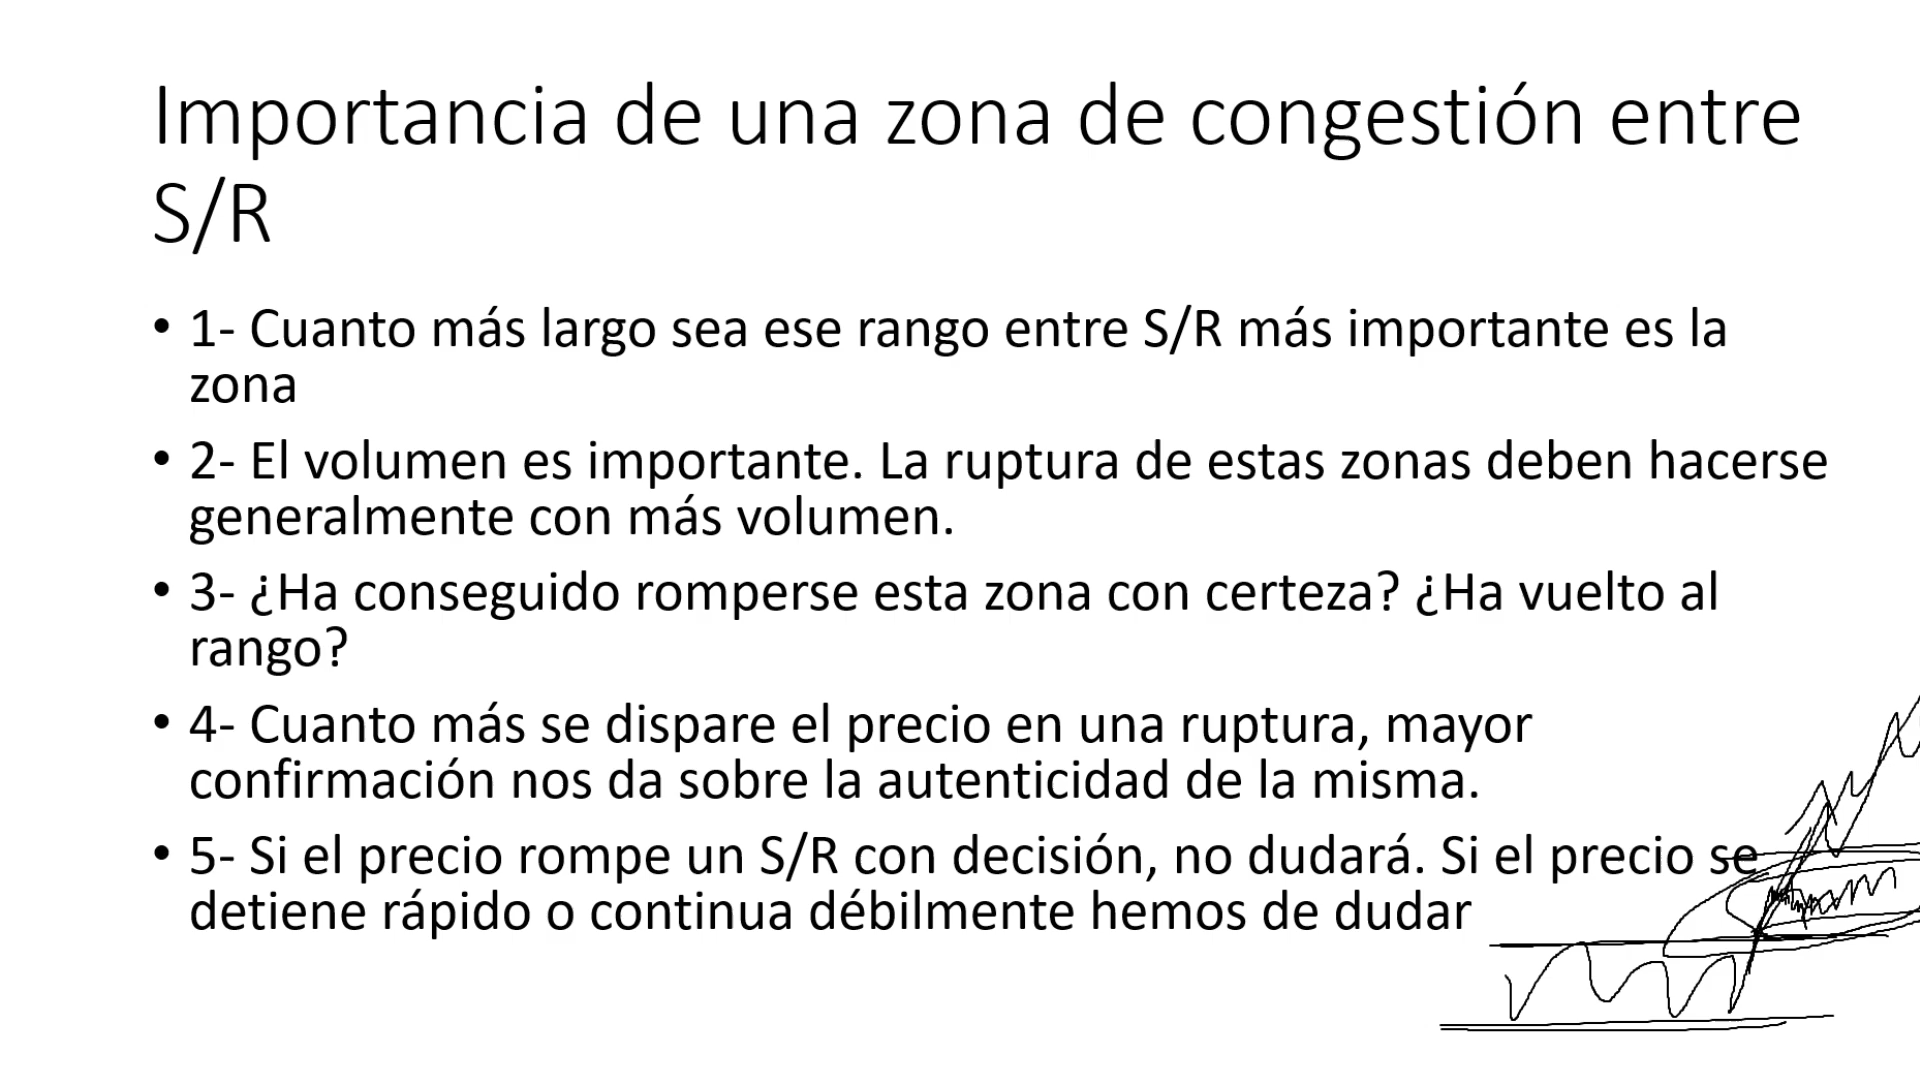 Importancia de una zona de congestión entre
S/R
• 1- Cuanto más largo sea ese rango entre S/R más importante es la
zona
• 2- El volumen es importante. La ruptura de estas zonas deben hacerse
generalmente con más volumen.
• 3- ¿Ha conseguido romperse esta zona con certeza? ¿Ha vuelto al
rango?
• 4- Cuanto más se dispare el precio en una ruptura, mayor
confirmación nos da sobre la autenticidad de la misma.
• 5- Si el precio rompe un S/R con decisión, no dudará. Si el precio se
detiene rápido o continua débilmente hemos de dudar